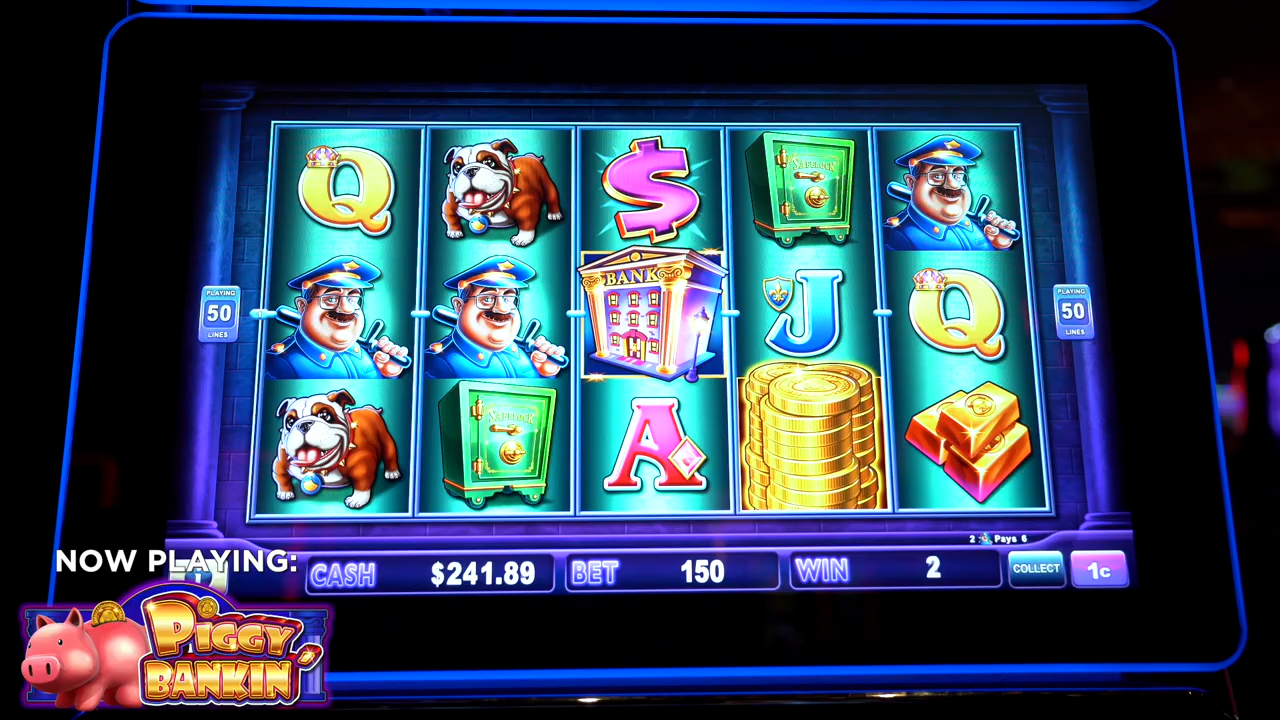 Q
$
SAFELOCK
PLAYING
50
LINES
BANK
J
Q
PLAYING
50
LINES
SAFELOCK
A
2 Pays 6
NOW PLAYING:
CASH $241.89 BET 150 WIN 2 COLLECT 1c
PIGGY
BANKIN'